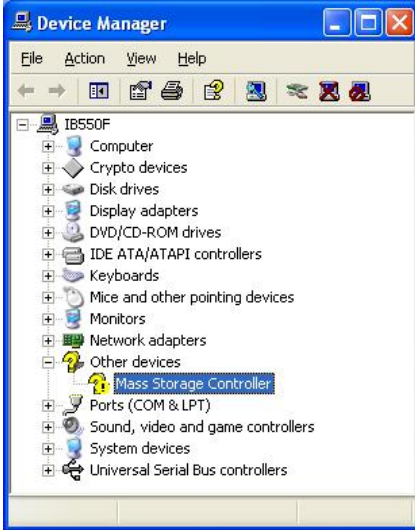 Device Manager
File Action View Help
IB550F
Computer
Crypto devices
Disk drives
Display adapters
DVD/CD-ROM drives
IDE ATA/ATAPI controllers
Keyboards
Mice and other pointing devices
Monitors
Network adapters
Other devices
Mass Storage Controller
Ports (COM & LPT)
Sound, video and game controllers
System devices
Universal Serial Bus controllers